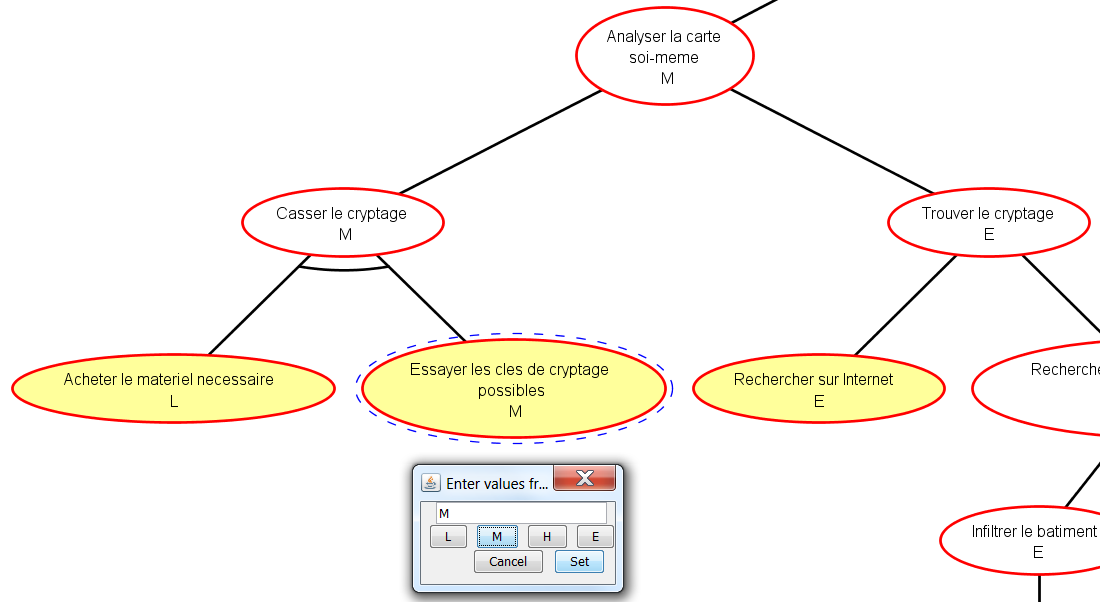 Analyser la carte
soi-meme
M
Casser le cryptage
M
Trouver le cryptage
E
Acheter le materiel necessaire
L
Essayer les cles de cryptage
possibles
M
Rechercher sur Internet
E
Recherche
Infiltrer le batiment
E
Enter values fr...
M
L M H E
Cancel Set